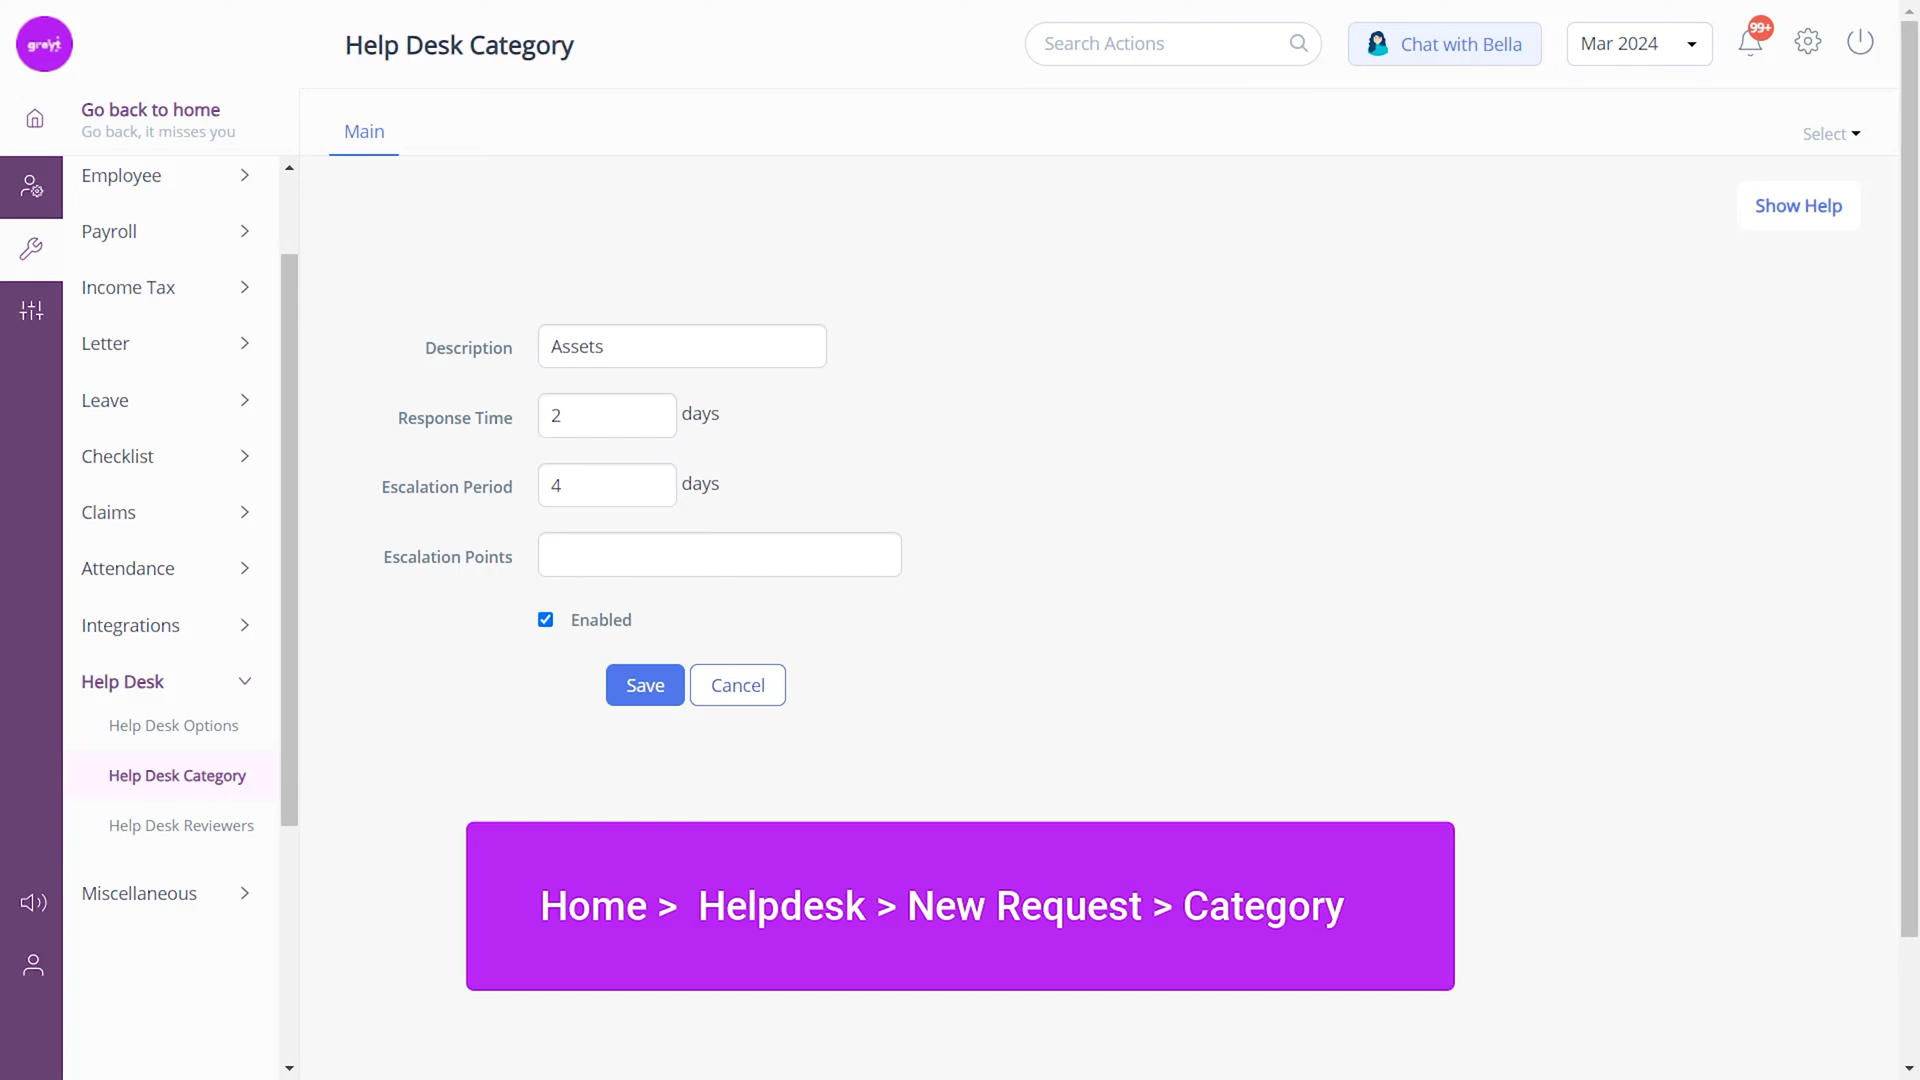 greyt
Help Desk Category
Search Actions
Chat with Bella
Mar 2024
99+
Go back to home
Go back, it misses you
Main
Select
Employee
Payroll
Income Tax
Letter
Leave
Checklist
Claims
Attendance
Integrations
Help Desk
Help Desk Options
Help Desk Category
Help Desk Reviewers
Miscellaneous
Show Help
Description Assets
Response Time 2 days
Escalation Period 4 days
Escalation Points
Enabled
Save Cancel
Home > Helpdesk > New Request > Category